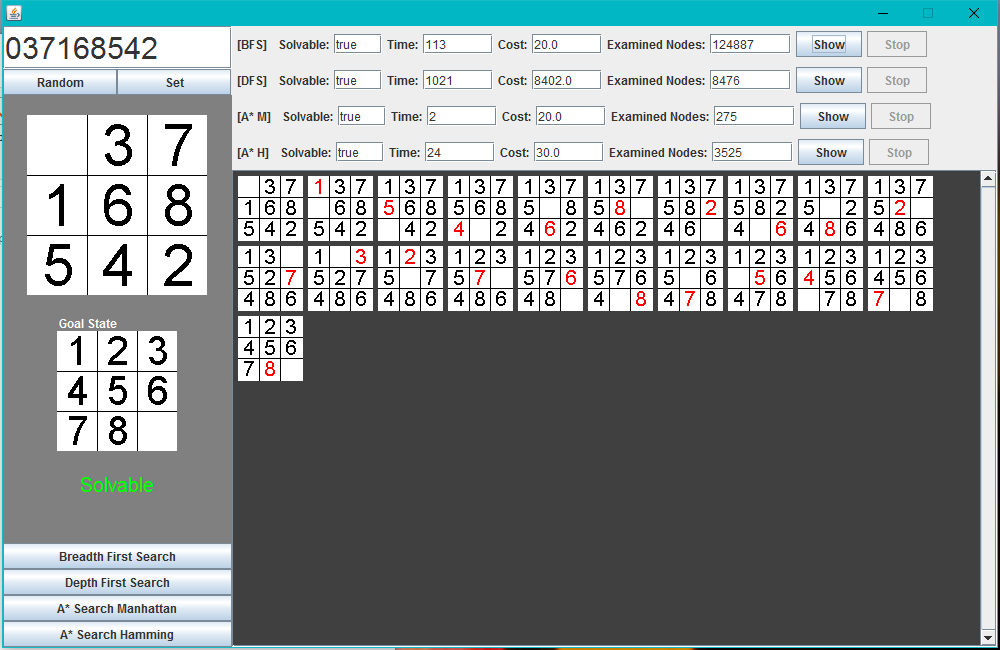 037168542
Random Set
3 7
1 6 8
5 4 2
Goal State
1 2 3
4 5 6
7 8
Solvable
Breadth First Search
Depth First Search
A* Search Manhattan
A* Search Hamming
[BFS] Solvable: true Time: 113 Cost: 20.0 Examined Nodes: 124887 Show Stop
[DFS] Solvable: true Time: 1021 Cost: 8402.0 Examined Nodes: 8476 Show Stop
[A* M] Solvable: true Time: 2 Cost: 20.0 Examined Nodes: 275 Show Stop
[A* H] Solvable: true Time: 24 Cost: 30.0 Examined Nodes: 3525 Show Stop
3 7 1 3 7 1 3 7 1 3 7 1 3 7 1 3 7 1 3 7 1 3 7 1 3 7 1 3 7
1 6 8 6 8 5 6 8 5 6 8 5 8 5 8 5 8 2 5 8 2 5 2 5 2
5 4 2 5 4 2 4 2 4 2 4 6 2 4 6 2 4 6 4 6 4 8 6 4 8 6
1 3 1 3 1 2 3 1 2 3 1 2 3 1 2 3 1 2 3 1 2 3 1 2 3 1 2 3
5 2 7 5 2 7 5 7 5 7 5 7 6 5 7 6 5 6 5 6 4 5 6 4 5 6
4 8 6 4 8 6 4 8 6 4 8 6 4 8 4 8 4 7 8 4 7 8 7 8 7 8
1 2 3
4 5 6
7 8